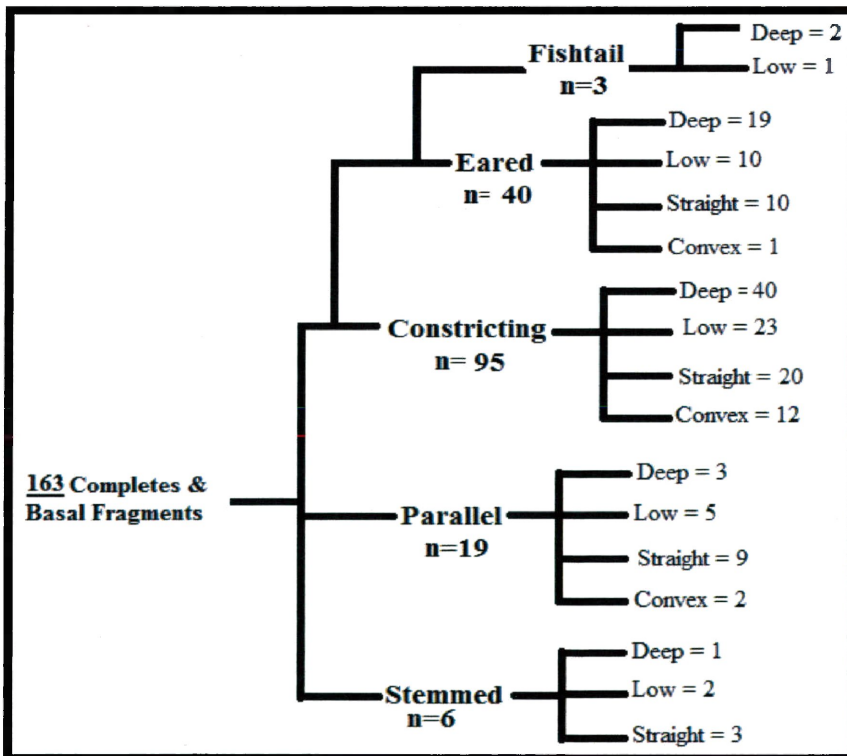 Fishtail
n=3
Deep = 2
Low = 1
Eared
n= 40
Deep = 19
Low = 10
Straight = 10
Convex = 1
Constricting
n= 95
Deep = 40
Low = 23
Straight = 20
Convex = 12
163 Completes &
Basal Fragments
Parallel
n=19
Deep = 3
Low = 5
Straight = 9
Convex = 2
Stemmed
n=6
Deep = 1
Low = 2
Straight = 3